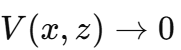 V(x, z) → 0